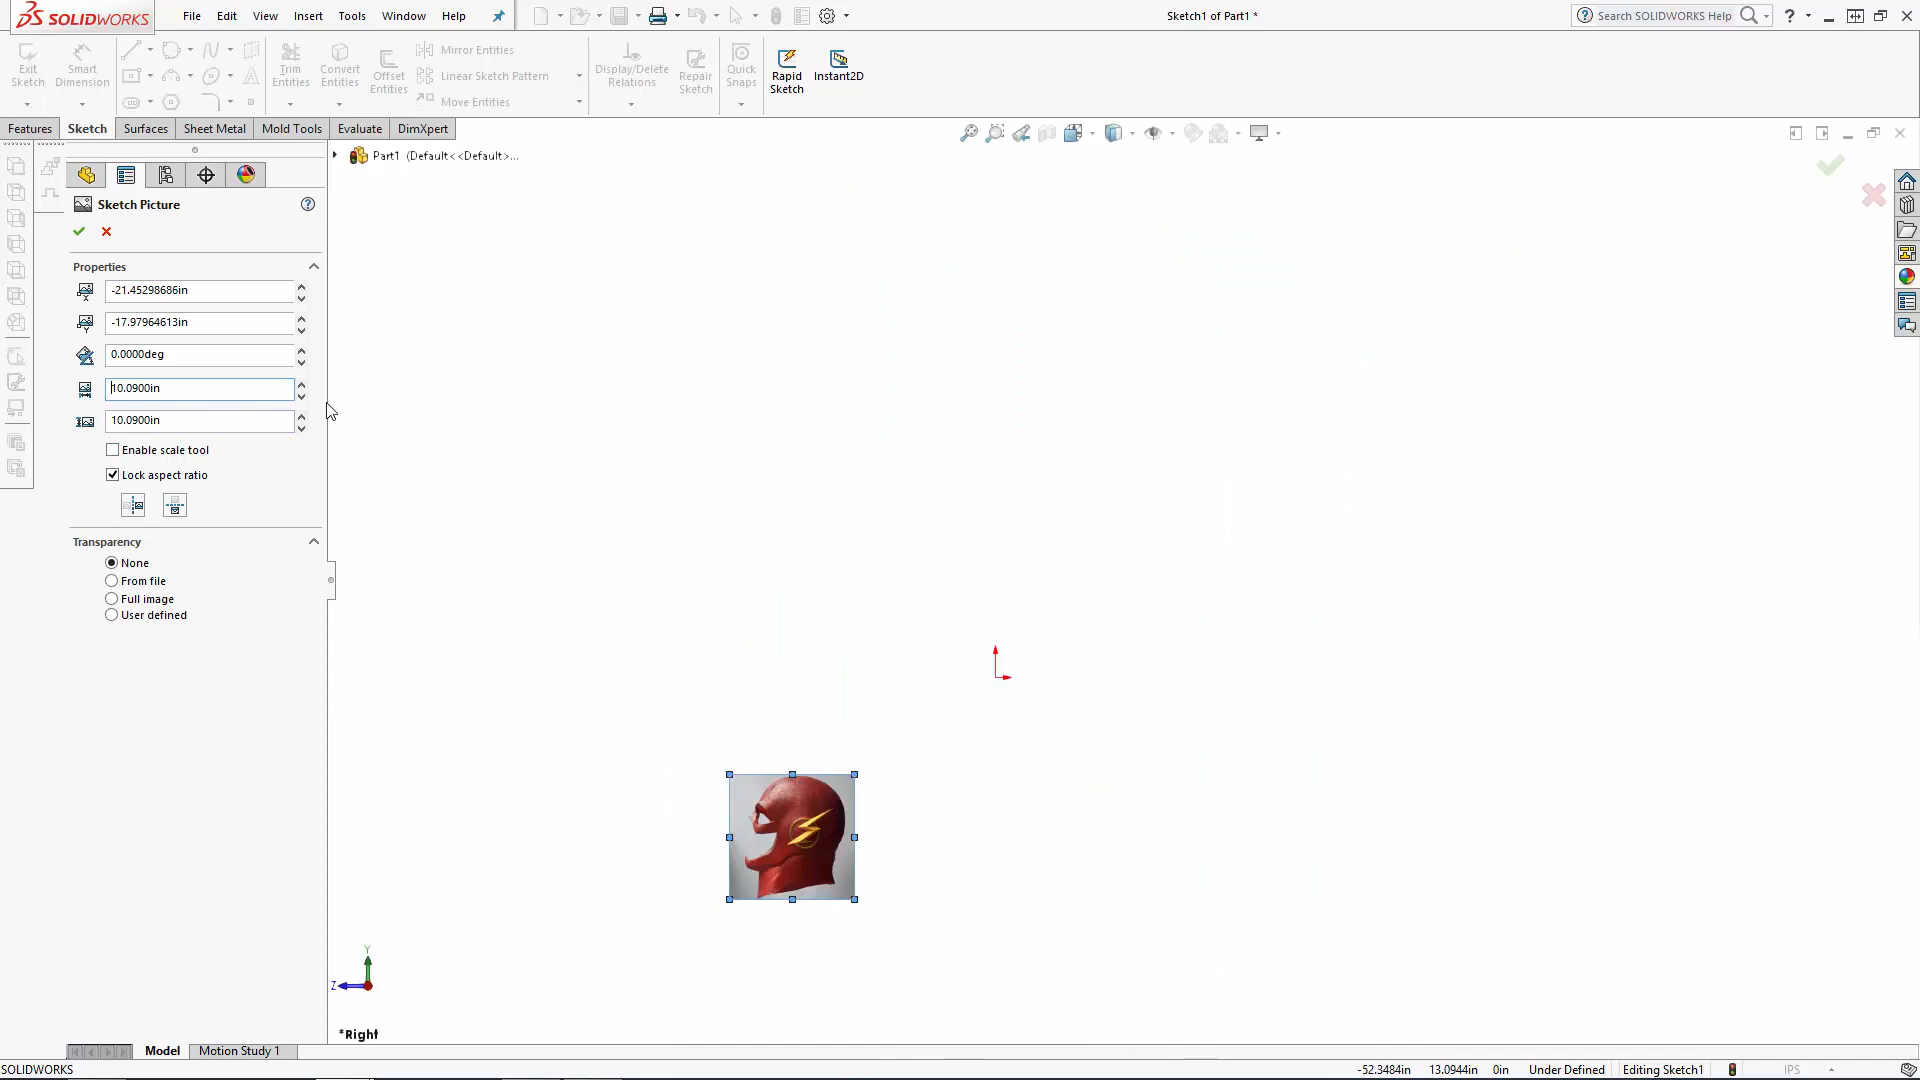 SOLIDWORKS
File Edit View Insert Tools Window Help
Sketch1 of Part1 *
Search SOLIDWORKS Help
Exit Sketch
Smart Dimension
Trim Entities
Convert Entities
Offset Entities
Mirror Entities
Linear Sketch Pattern
Move Entities
Display/Delete Relations
Repair Sketch
Quick Snaps
Rapid Sketch
Instant2D
Features Sketch Surfaces Sheet Metal Mold Tools Evaluate DimXpert
Part1 (Default<<Default>...
Sketch Picture
Properties
-21.45298686in
-17.97964613in
0.0000deg
10.0900in
10.0900in
Enable scale tool
Lock aspect ratio
Transparency
None
From file
Full image
User defined
Y
Z
*Right
Model Motion Study 1
SOLIDWORKS
-52.3484in 13.0944in 0in Under Defined Editing Sketch1 IPS